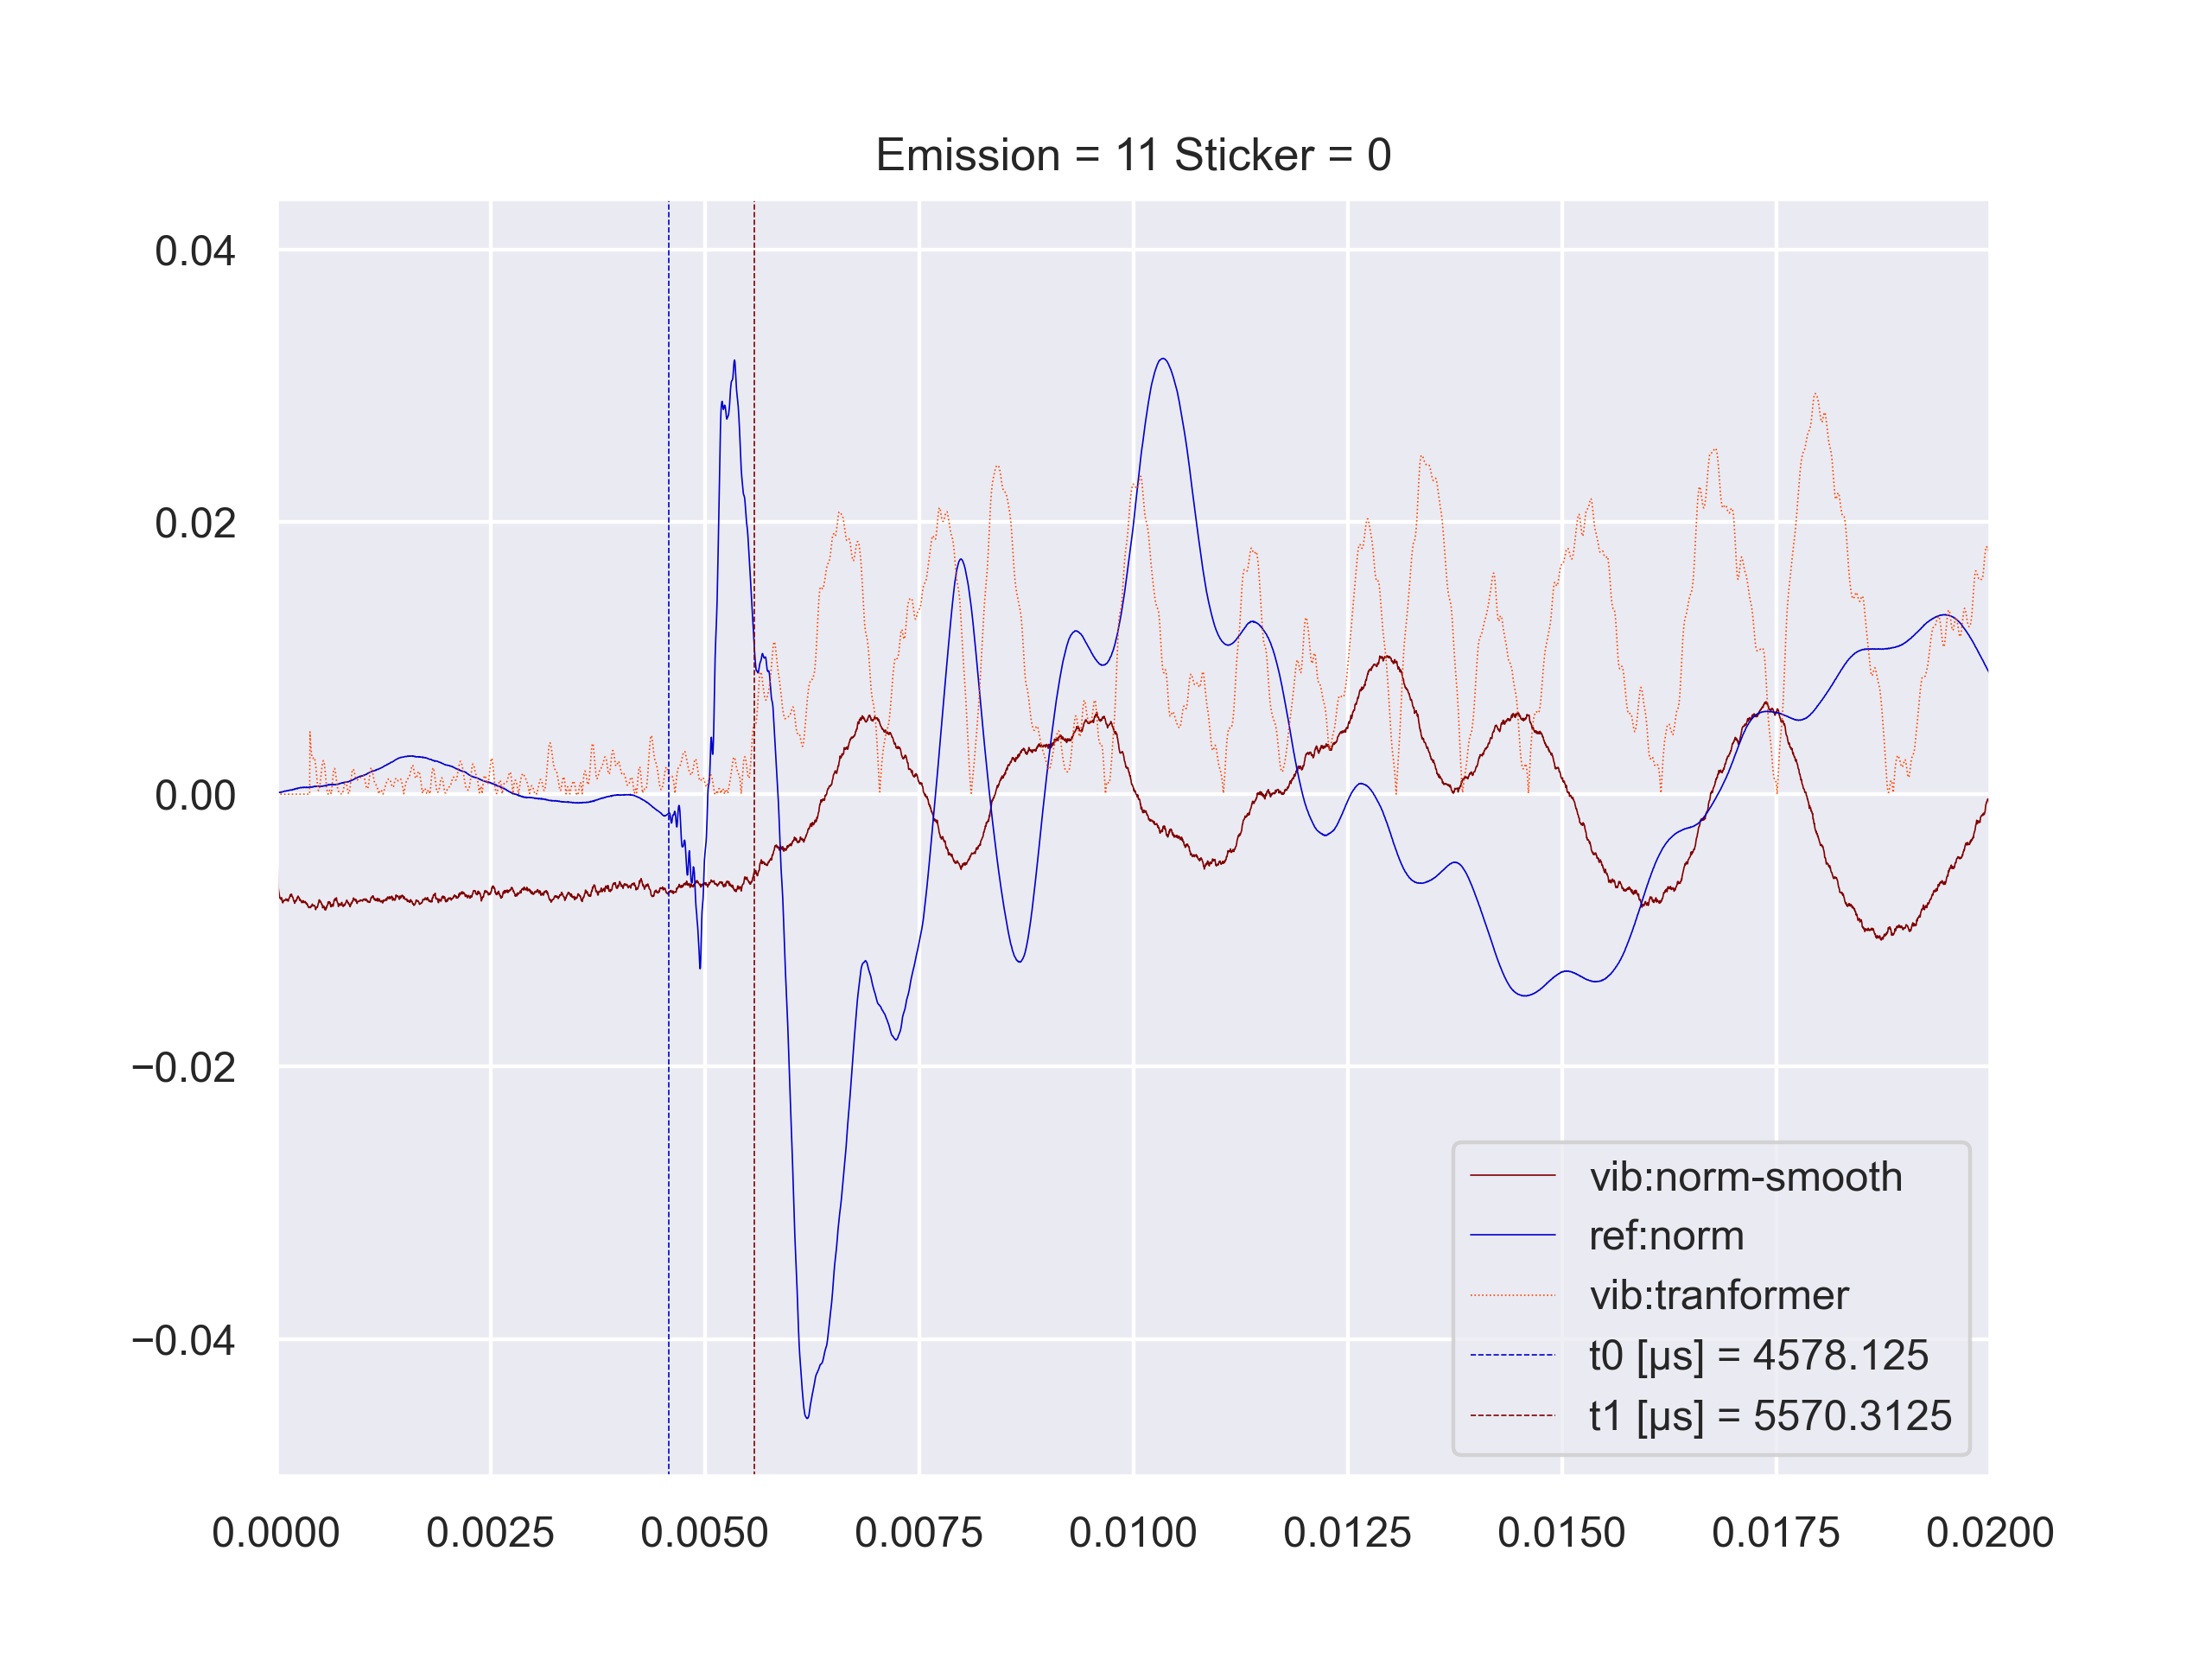 Emission = 11 Sticker = 0
0.04
0.02
0.00
−0.02
−0.04
vib:norm-smooth
ref:norm
vib:tranformer
t0 [µs] = 4578.125
t1 [µs] = 5570.3125
0.0000 0.0025 0.0050 0.0075 0.0100 0.0125 0.0150 0.0175 0.0200